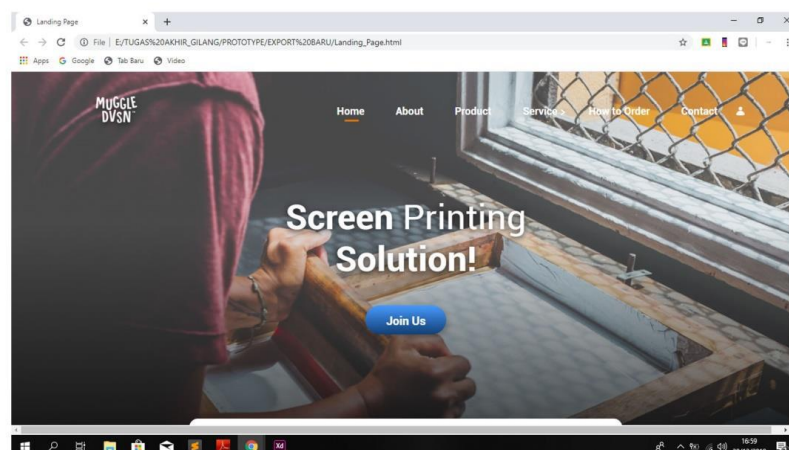 Landing Page
File | E:/TUGAS%20AKHIR_GILANG/PROTOTYPE/EXPORT%20BARU/Landing_Page.html
Apps Google Tab Baru Video
MUGGLE DVSN
Home About Product Service > How to Order Contact
Screen Printing
Solution!
Join Us
Xd
16:59